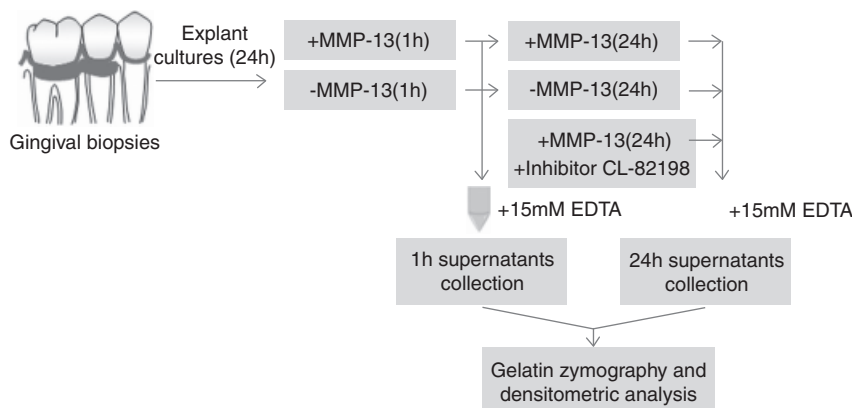 Explant
cultures (24h)
Gingival biopsies
+MMP-13(1h)
-MMP-13(1h)
+MMP-13(24h)
-MMP-13(24h)
+MMP-13(24h)
+Inhibitor CL-82198
+15mM EDTA
+15mM EDTA
1h supernatants
collection
24h supernatants
collection
Gelatin zymography and
densitometric analysis